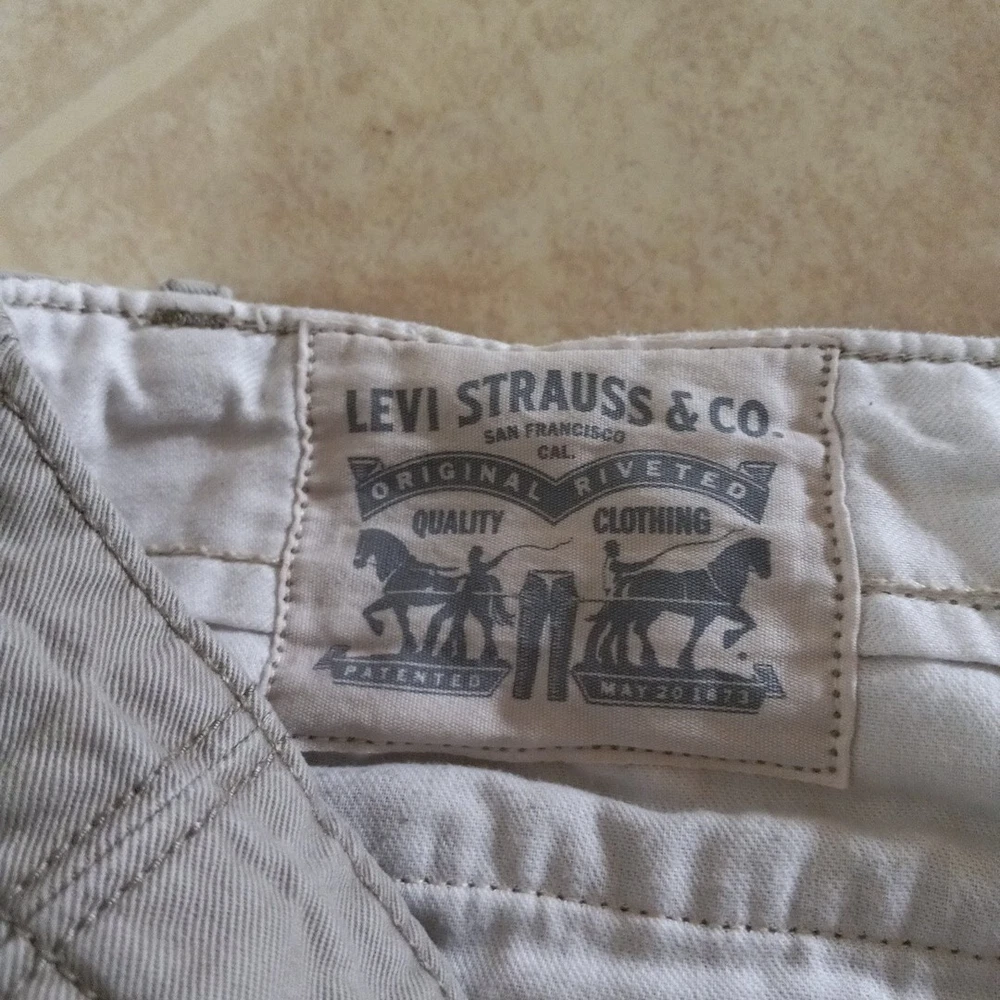 LEVI STRAUSS & CO.
SAN FRANCISCO
CAL.
ORIGINAL RIVETED
QUALITY CLOTHING
PATENTED MAY 20 1873